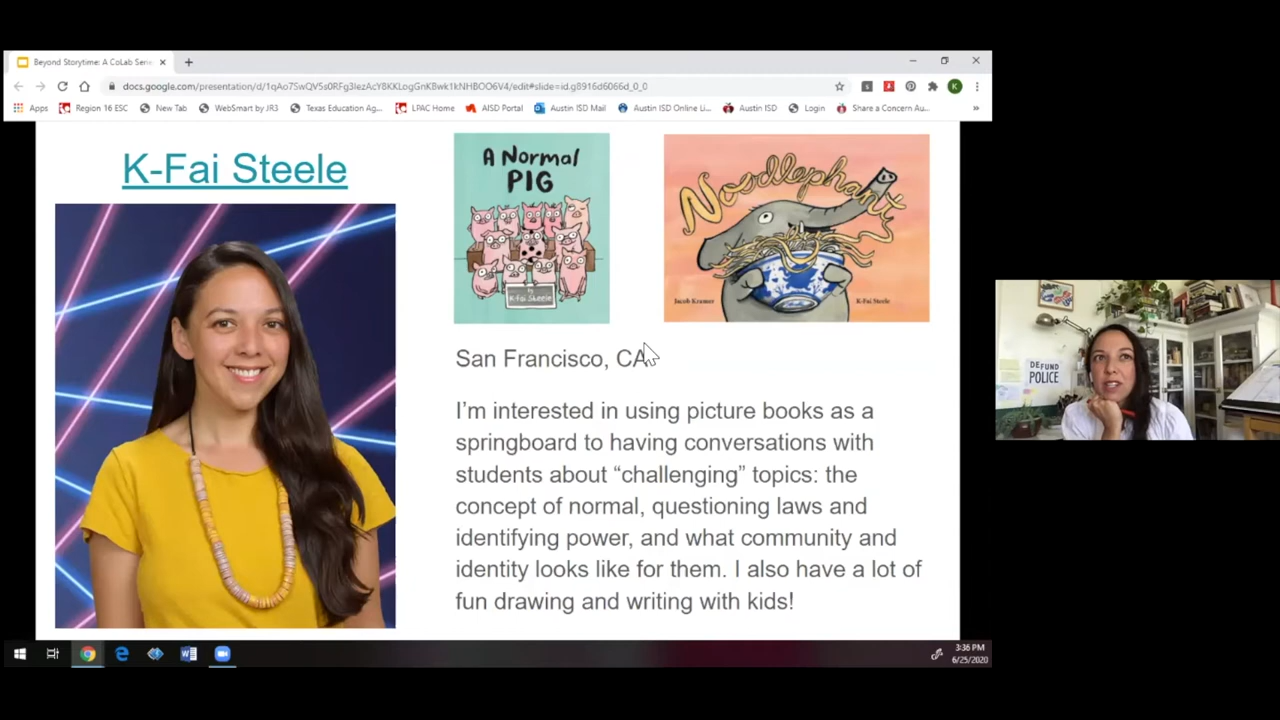 Beyond Storytime: A CoLab Serie
docs.google.com/presentation/d/1qAo7SwQV5s0RFg3IezAcY8KKLogGnKBwk1kNHBOO6V4/edit#slide=id.g8916d6066d_0_0
Apps
Region 16 ESC
New Tab
WebSmart by JR3
Texas Education Ag...
LPAC Home
AISD Portal
Austin ISD Mail
Austin ISD Online Li...
Austin ISD
Login
Share a Concern Au...
K
K-Fai Steele
A Normal
PIG
by
K-Fai Steele
Noodlephant
Jacob Kramer
K-Fai Steele
San Francisco, CA
I’m interested in using picture books as a
springboard to having conversations with
students about “challenging” topics: the
concept of normal, questioning laws and
identifying power, and what community and
identity looks like for them. I also have a lot of
fun drawing and writing with kids!
DEFUND
POLICE
3:36 PM
6/25/2020